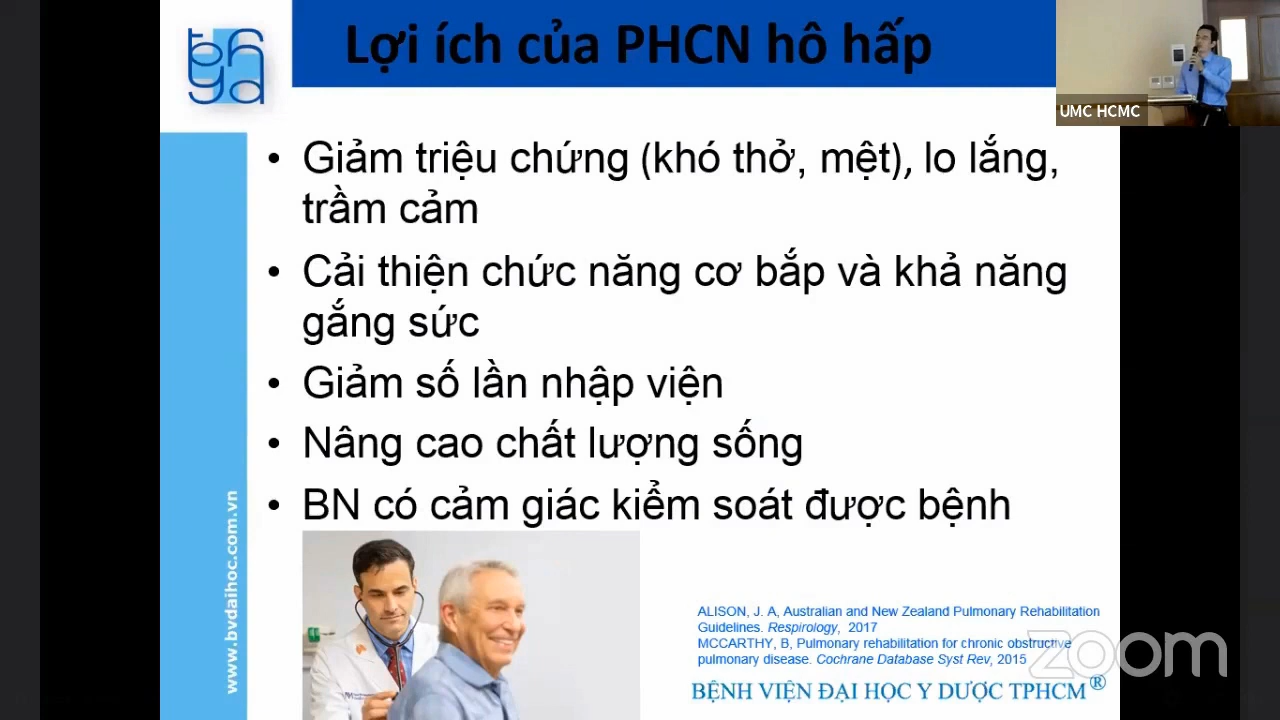 Lợi ích của PHCN hô hấp
UMC HCMC
• Giảm triệu chứng (khó thở, mệt), lo lắng,
trầm cảm
• Cải thiện chức năng cơ bắp và khả năng
gắng sức
• Giảm số lần nhập viện
• Nâng cao chất lượng sống
• BN có cảm giác kiểm soát được bệnh
www.bvdaihoc.com.vn
ALISON, J. A, Australian and New Zealand Pulmonary Rehabilitation
Guidelines. Respirology, 2017
MCCARTHY, B, Pulmonary rehabilitation for chronic obstructive
pulmonary disease. Cochrane Database Syst Rev, 2015
zoom
BỆNH VIỆN ĐẠI HỌC Y DƯỢC TPHCM®